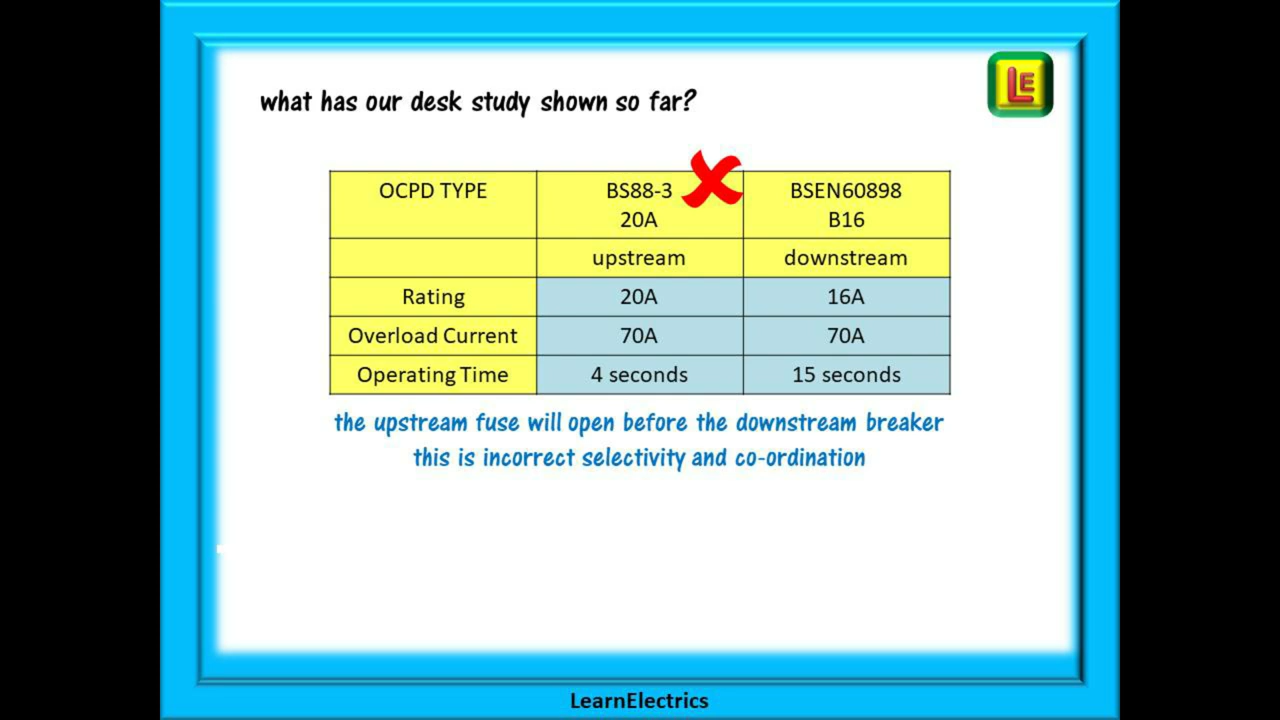 LE
what has our desk study shown so far?
OCPD TYPE BS88-3 20A BSEN60898 B16
upstream downstream
Rating 20A 16A
Overload Current 70A 70A
Operating Time 4 seconds 15 seconds
the upstream fuse will open before the downstream breaker
this is incorrect selectivity and co-ordination
LearnElectrics